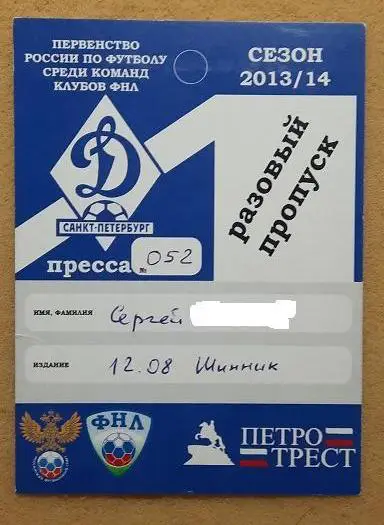 ПЕРВЕНСТВО
РОССИИ ПО ФУТБОЛУ
СРЕДИ КОМАНД
КЛУБОВ ФНЛ
СЕЗОН
2013/14
Д
САНКТ-ПЕТЕРБУРГ
разовый
пропуск
пресса № 052
ИМЯ, ФАМИЛИЯ Сергей
ИЗДАНИЕ 12.08 Шинник
ФНЛ
ПЕТРО
ТРЕСТ